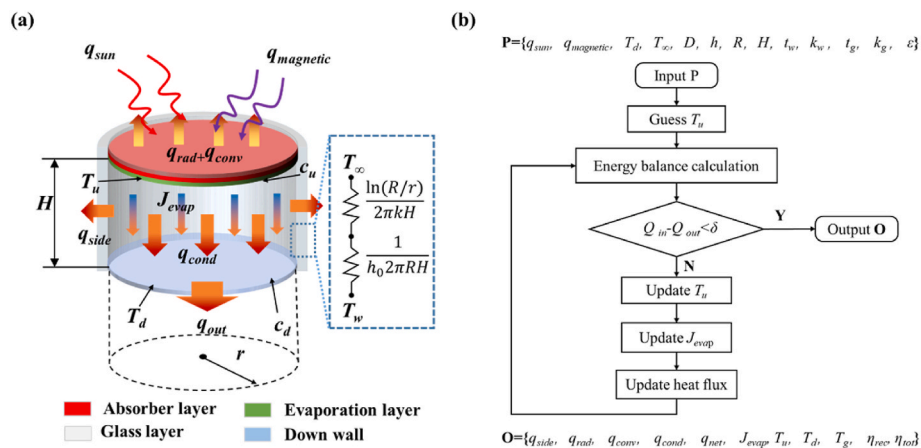 (a)
q_sun
q_magnetic
q_rad+q_conv
T_u
c_u
H
J_evap
q_side
q_cond
T_d
q_out
c_d
r
T_∞
ln(R/r)
2πkH
1
h_0 2πRH
T_w
Absorber layer
Evaporation layer
Glass layer
Down wall
(b)
P={q_sun, q_magnetic, T_d, T_∞, D, h, R, H, t_w, k_w, t_g, k_g, ε}
Input P
Guess T_u
Energy balance calculation
Q_in-Q_out<δ
Y
Output O
N
Update T_u
Update J_evap
Update heat flux
O={q_side, q_rad, q_conv, q_cond, q_net, J_evap, T_u, T_d, T_g, η_rec, η_tot}